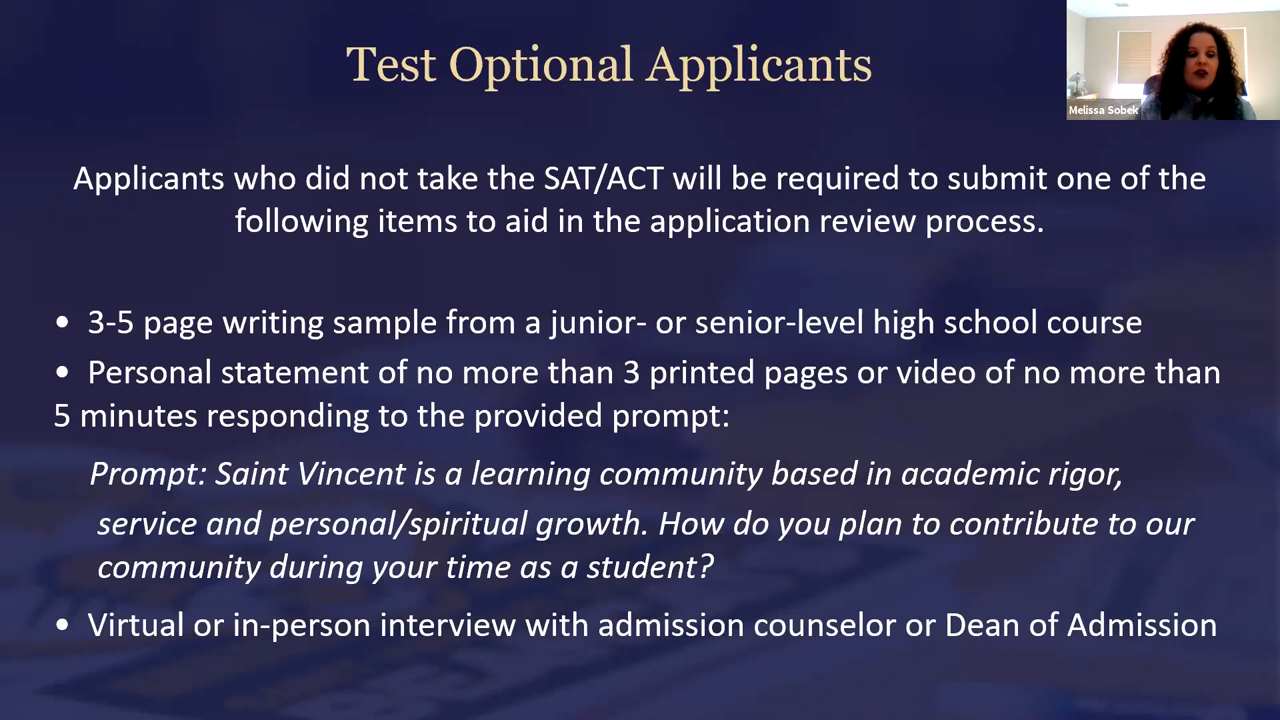 Test Optional Applicants
Melissa Sobek
Applicants who did not take the SAT/ACT will be required to submit one of the
following items to aid in the application review process.
• 3-5 page writing sample from a junior- or senior-level high school course
• Personal statement of no more than 3 printed pages or video of no more than
5 minutes responding to the provided prompt:
Prompt: Saint Vincent is a learning community based in academic rigor,
service and personal/spiritual growth. How do you plan to contribute to our
community during your time as a student?
• Virtual or in-person interview with admission counselor or Dean of Admission